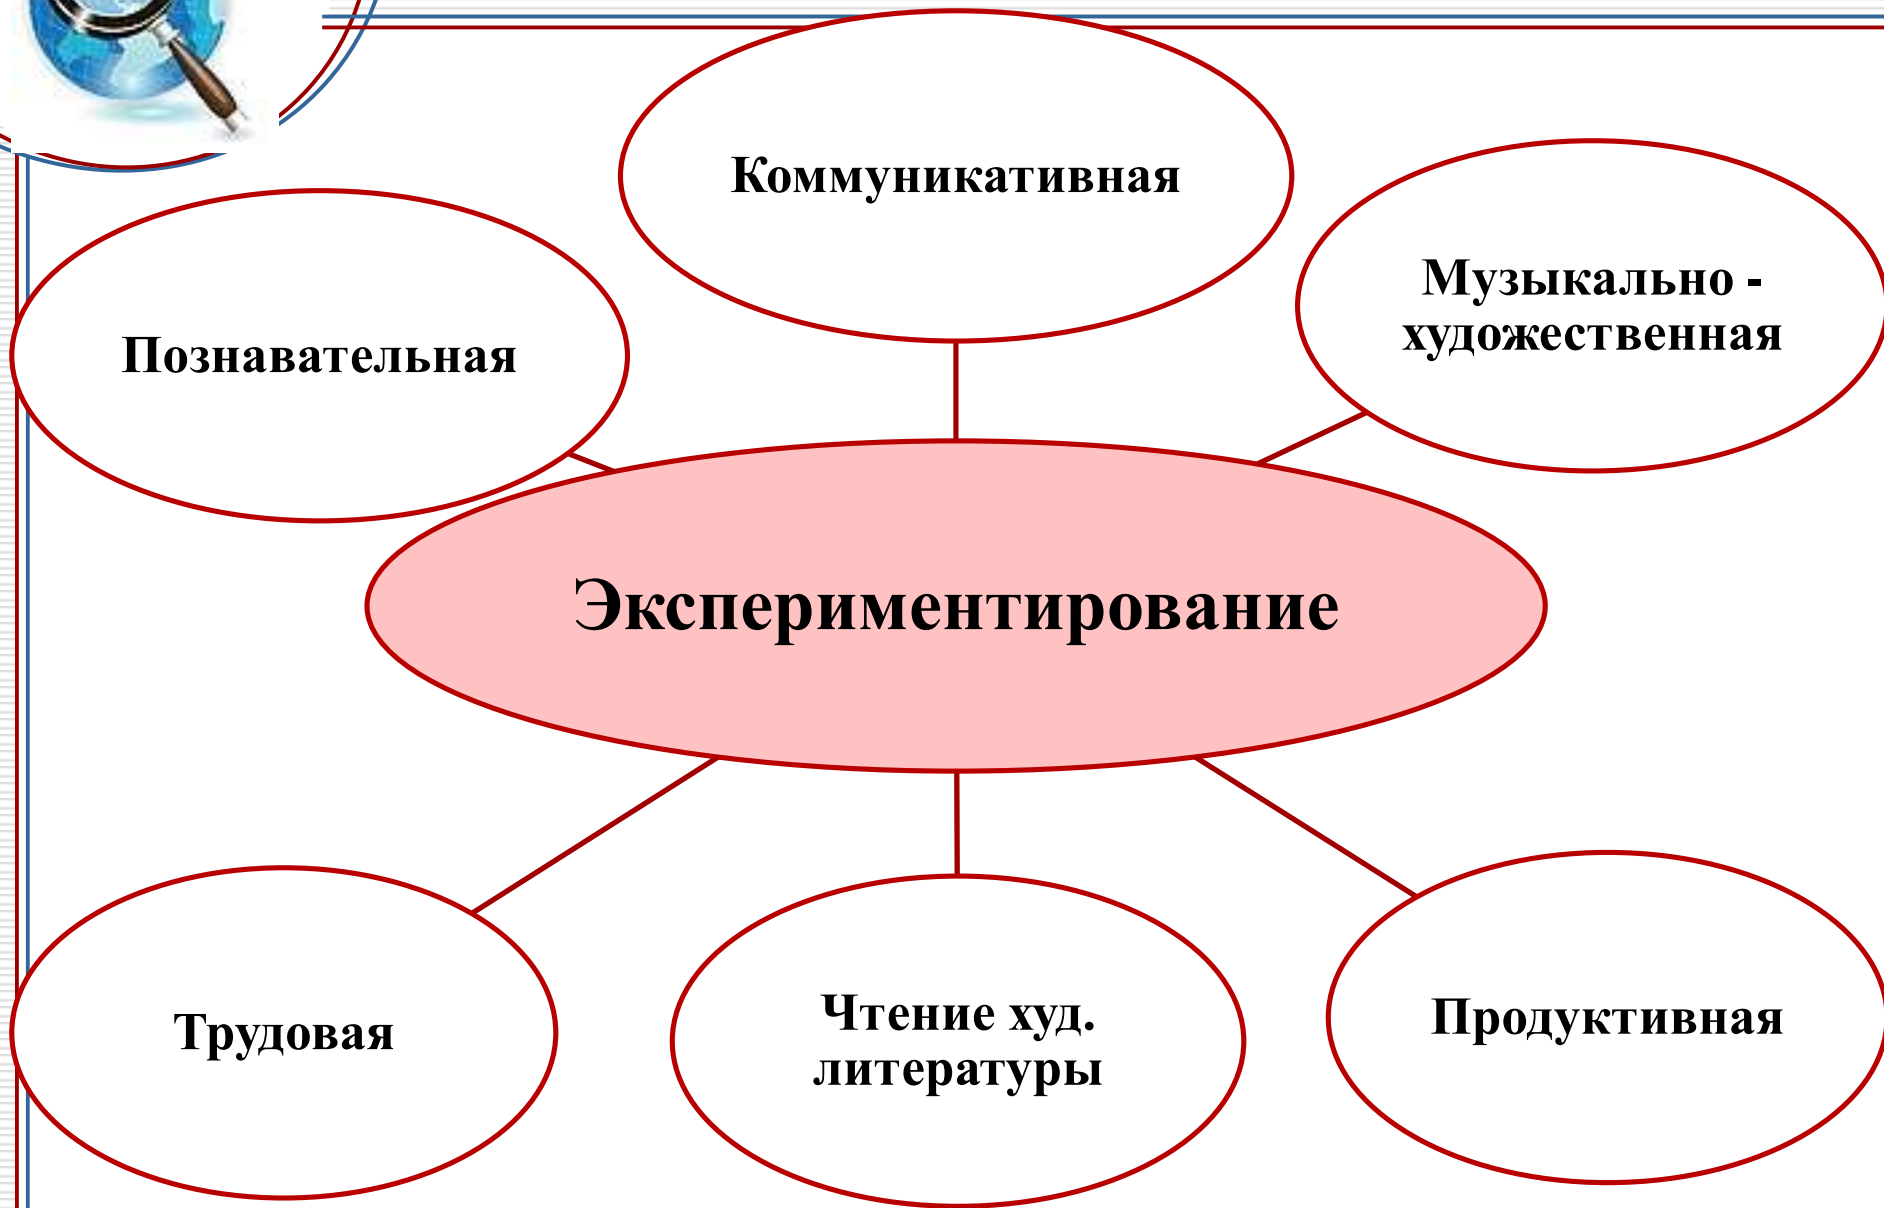 Коммуникативная
Музыкально -
художественная
Познавательная
Экспериментирование
Трудовая
Чтение худ.
литературы
Продуктивная